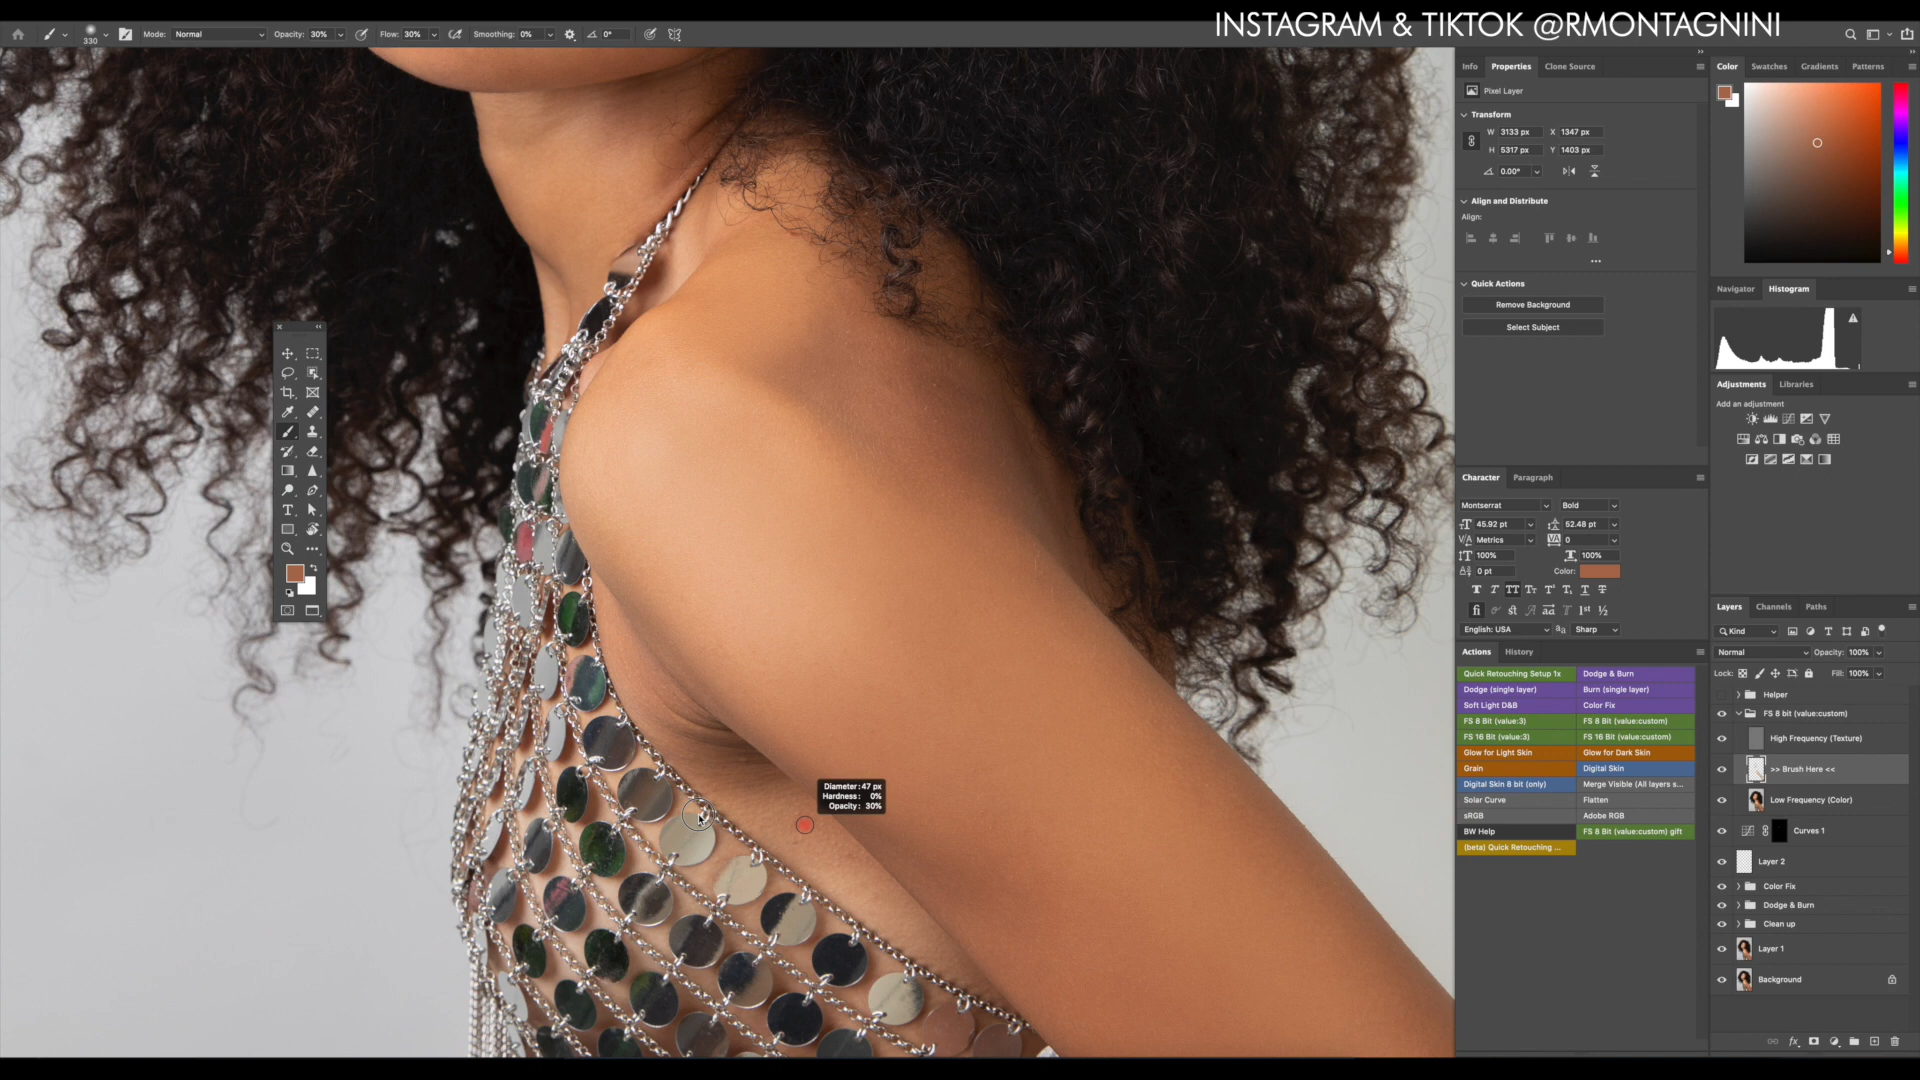 INSTAGRAM & TIKTOK @RMONTAGNINI
330
Mode: Normal
Opacity: 30%
Flow: 30%
Smoothing: 0%
0°
Info Properties Clone Source
Pixel Layer
Transform
W 3133 px X 1347 px
H 5317 px Y 1403 px
0.00°
Align and Distribute
Align:
Quick Actions
Remove Background
Select Subject
Color Swatches Gradients Patterns
Navigator Histogram
Adjustments Libraries
Add an adjustment
Character Paragraph
Montserrat Bold
45.92 pt 52.48 pt
Metrics 0
100% 100%
0 pt Color:
English: USA Sharp
Actions History
Quick Retouching Setup 1x Dodge & Burn
Dodge (single layer) Burn (single layer)
Soft Light D&B Color Fix
FS 8 Bit (value:3) FS 8 Bit (value:custom)
FS 16 Bit (value:3) FS 16 Bit (value:custom)
Glow for Light Skin Glow for Dark Skin
Grain Digital Skin
Digital Skin 8 bit (only) Merge Visible (All layers s...
Solar Curve Flatten
sRGB Adobe RGB
BW Help FS 8 Bit (value:custom) gift
(beta) Quick Retouching ...
Layers Channels Paths
Kind
Normal Opacity: 100%
Lock: Fill: 100%
Helper
FS 8 bit (value:custom)
High Frequency (Texture)
>> Brush Here <<
Low Frequency (Color)
Curves 1
Layer 2
Color Fix
Dodge & Burn
Clean up
Layer 1
Background
Diameter: 47 px
Hardness: 0%
Opacity: 30%